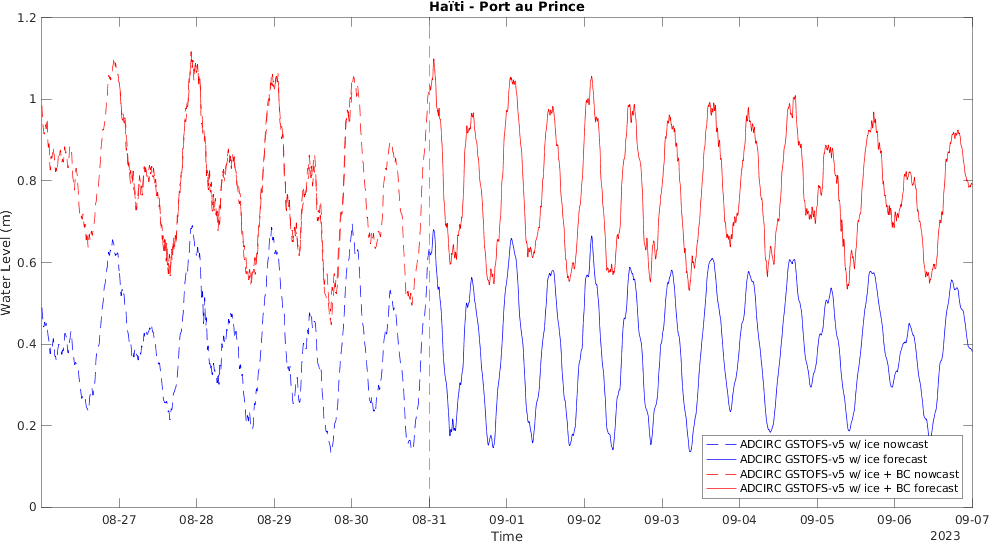 Haïti - Port au Prince
1.2
1
0.8
0.6
0.4
0.2
0
Water Level (m)
08-27 08-28 08-29 08-30 08-31 09-01 09-02 09-03 09-04 09-05 09-06 09-07
Time
2023
ADCIRC GSTOFS-v5 w/ ice nowcast
ADCIRC GSTOFS-v5 w/ ice forecast
ADCIRC GSTOFS-v5 w/ ice + BC nowcast
ADCIRC GSTOFS-v5 w/ ice + BC forecast